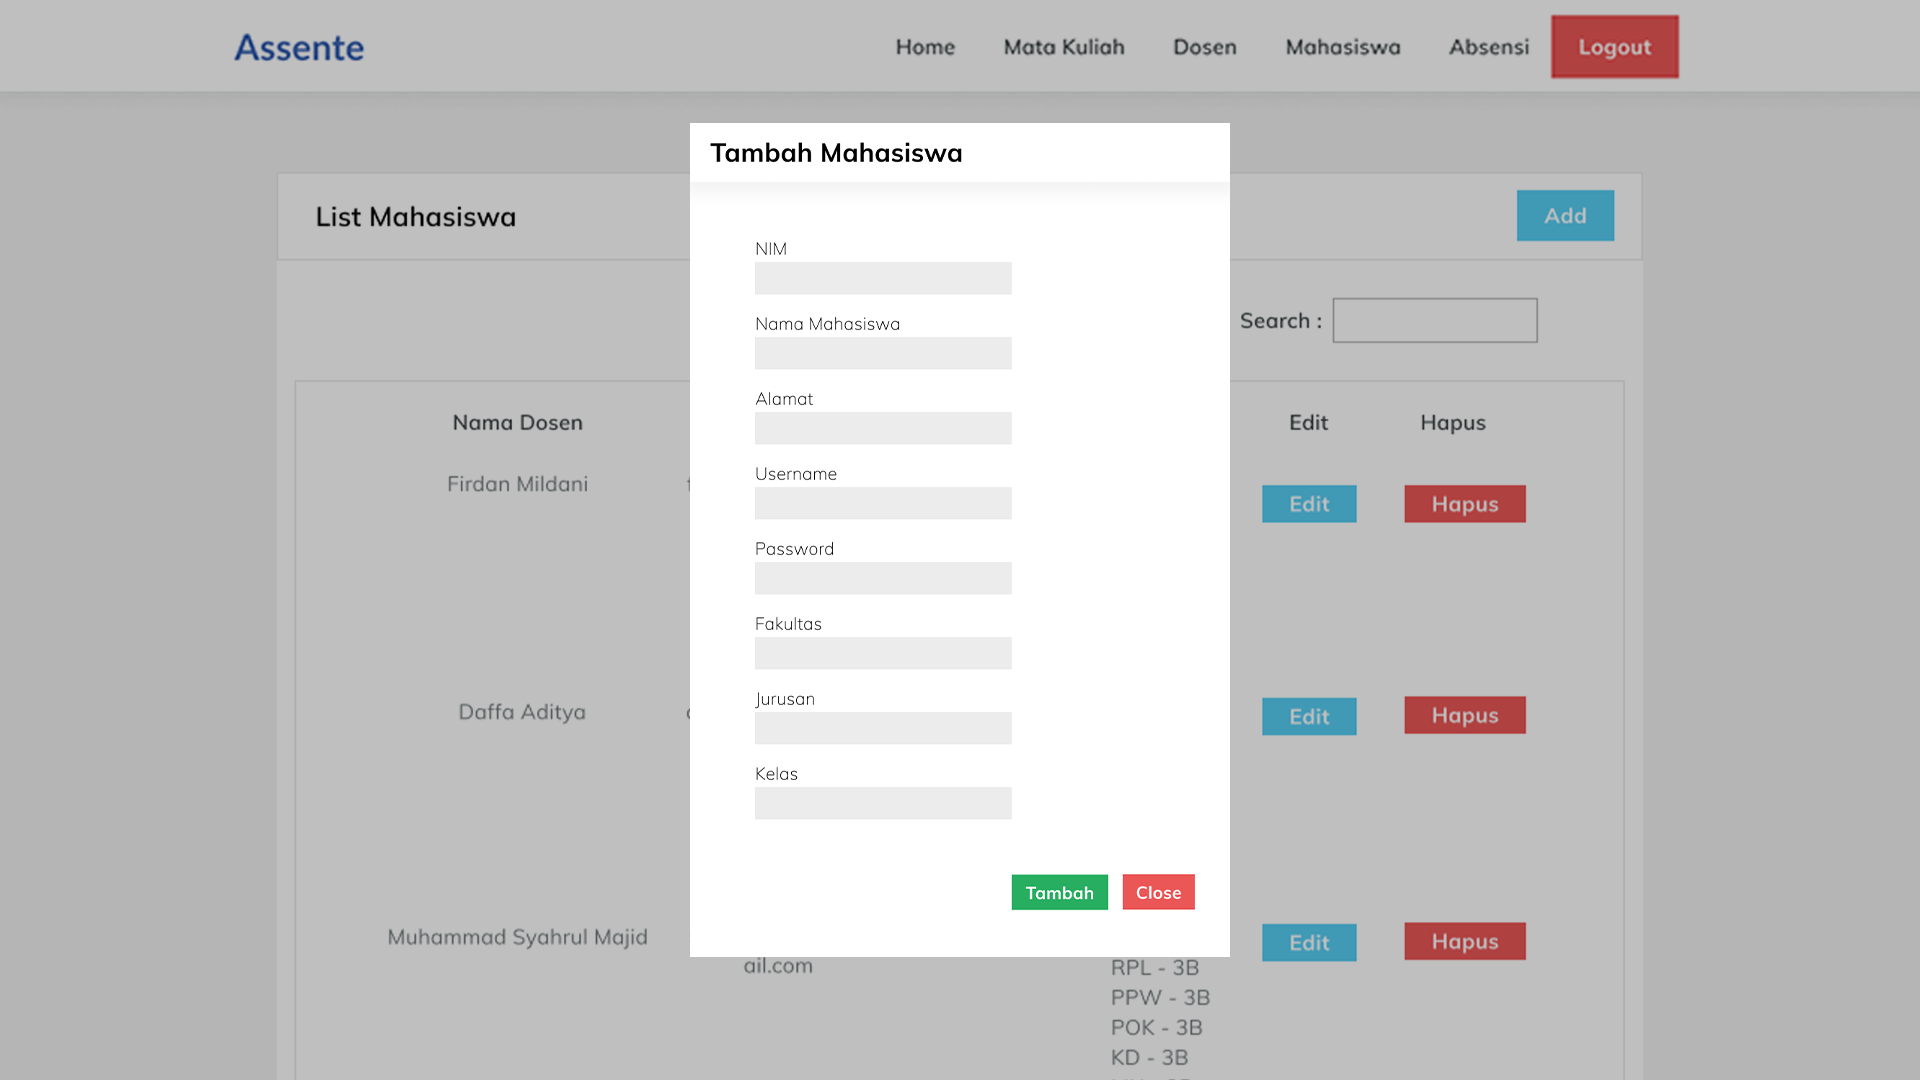 Assente
Home
Mata Kuliah
Dosen
Mahasiswa
Absensi
Logout
Tambah Mahasiswa
List Mahasiswa
Add
NIM
Nama Mahasiswa
Search :
Alamat
Nama Dosen
Edit
Hapus
Username
Firdan Mildani
Edit
Hapus
Password
Fakultas
Jurusan
Daffa Aditya
Edit
Hapus
Kelas
Tambah
Close
Muhammad Syahrul Majid
Edit
Hapus
ail.com
RPL - 3B
PPW - 3B
POK - 3B
KD - 3B